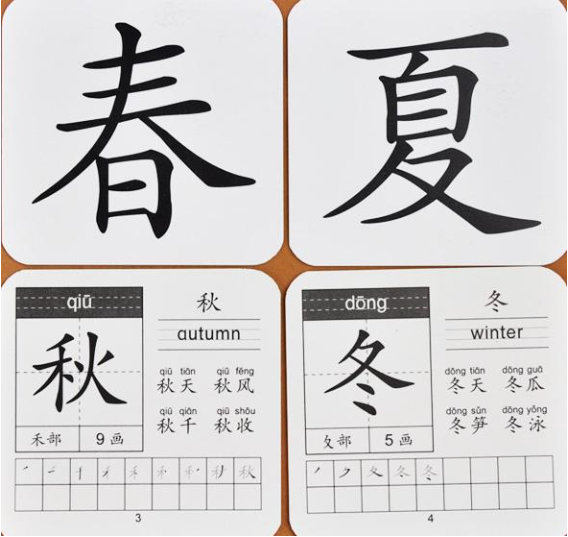 春
夏
qiū
秋
禾部 9画
秋
autumn
qiū tiān qiū fēng
秋天 秋风
qiū qiān qiū shōu
秋千 秋收
秋
3
dōng
冬
夂部 5画
冬
winter
dōng tiān dōng guā
冬天 冬瓜
dōng sǔn dōng yǒng
冬笋 冬泳
冬
4